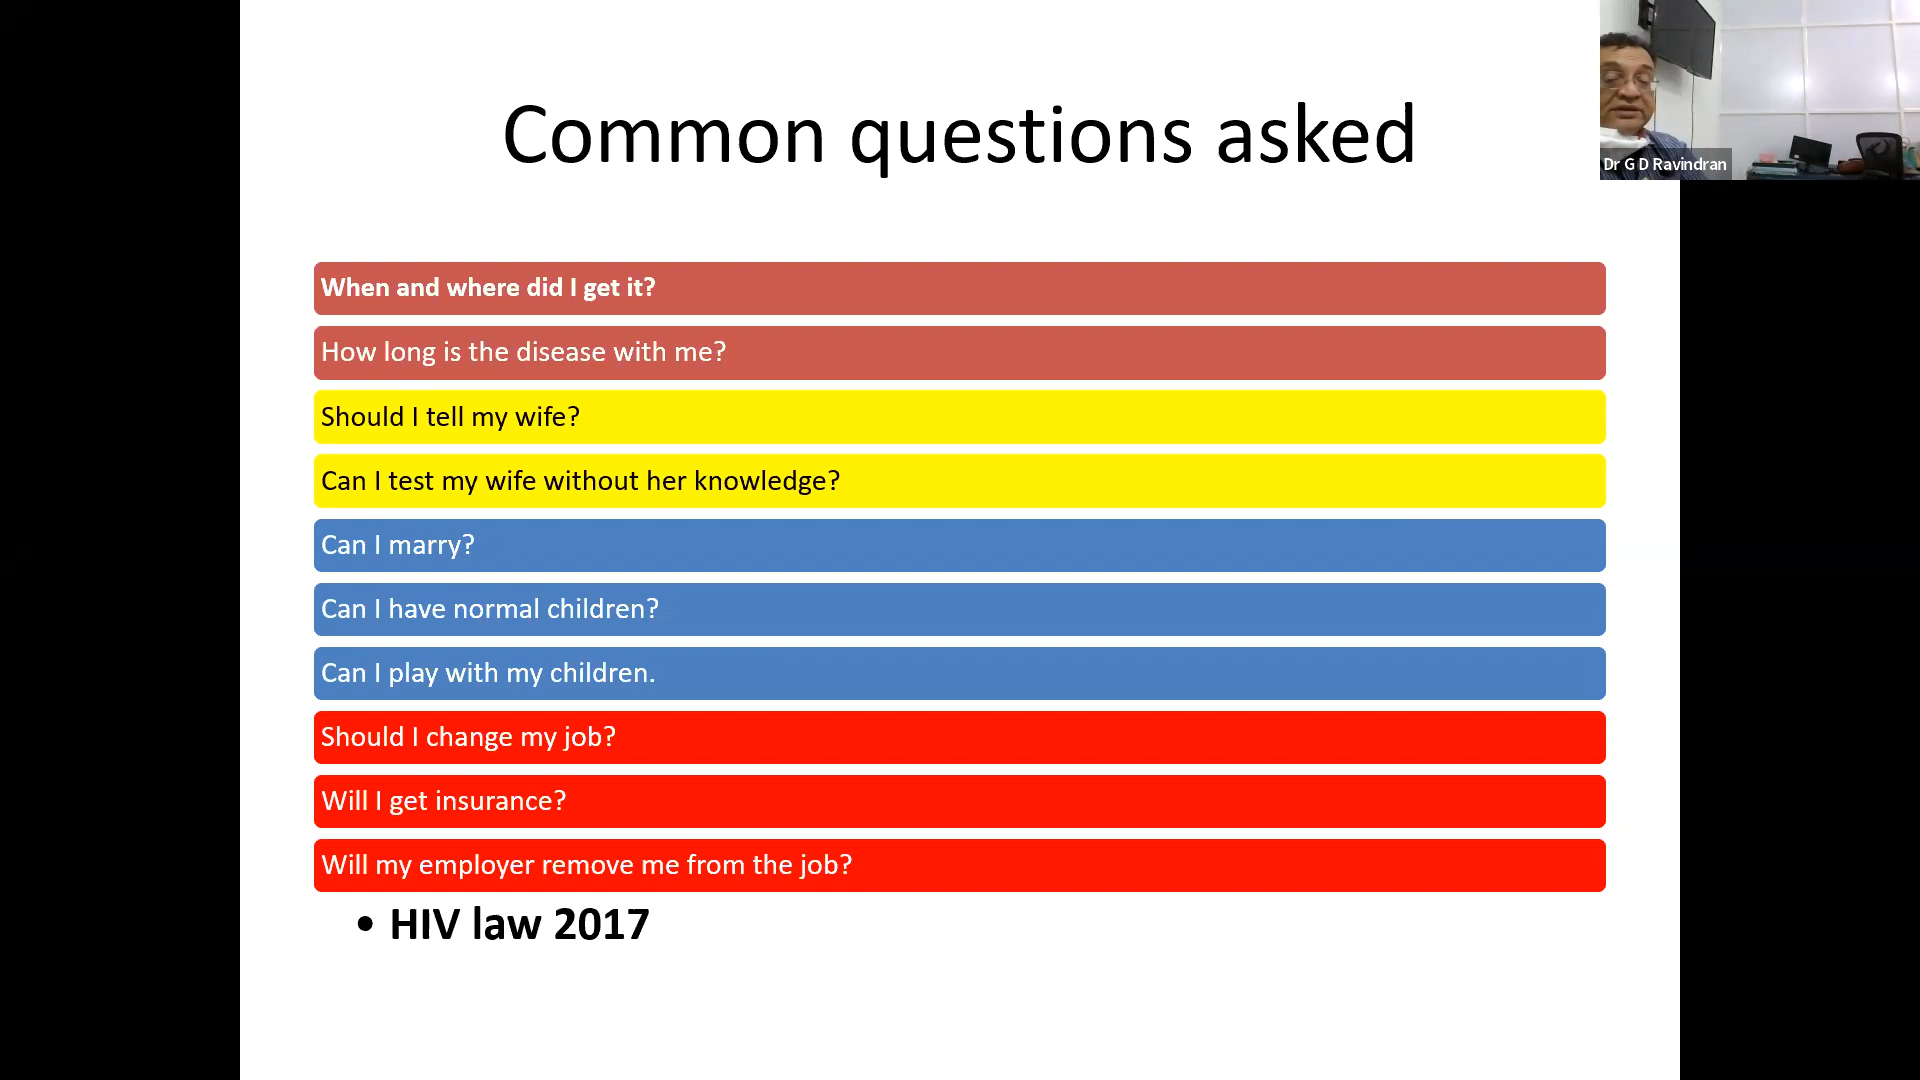 Common questions asked
Dr G D Ravindran
When and where did I get it?
How long is the disease with me?
Should I tell my wife?
Can I test my wife without her knowledge?
Can I marry?
Can I have normal children?
Can I play with my children.
Should I change my job?
Will I get insurance?
Will my employer remove me from the job?
• HIV law 2017